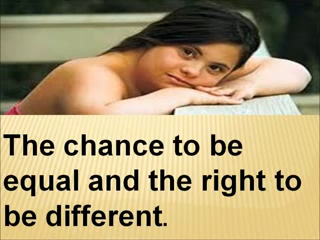 The chance to be
equal and the right to
be different.